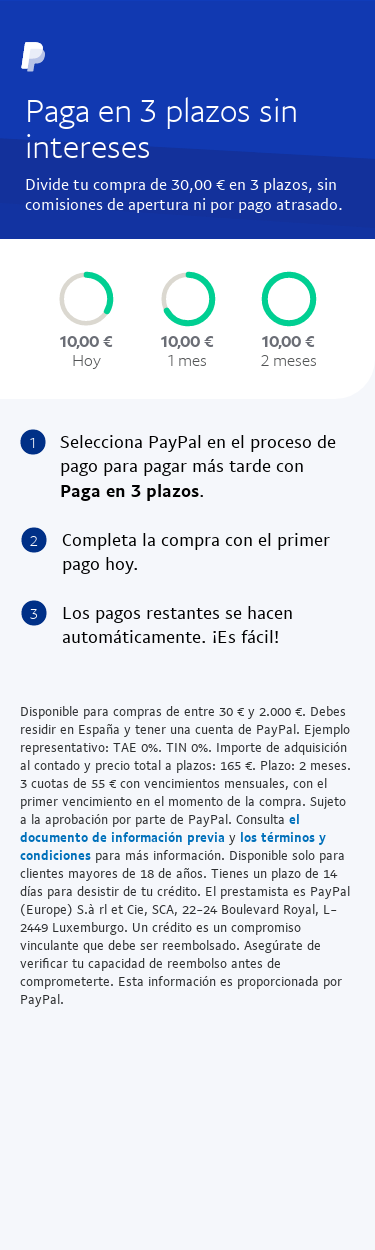 Paga en 3 plazos sin
intereses
Divide tu compra de 30,00 € en 3 plazos, sin
comisiones de apertura ni por pago atrasado.
10,00 € 10,00 € 10,00 €
Hoy 1 mes 2 meses
1 Selecciona PayPal en el proceso de
pago para pagar más tarde con
Paga en 3 plazos.
2 Completa la compra con el primer
pago hoy.
3 Los pagos restantes se hacen
automáticamente. ¡Es fácil!
Disponible para compras de entre 30 € y 2.000 €. Debes
residir en España y tener una cuenta de PayPal. Ejemplo
representativo: TAE 0%. TIN 0%. Importe de adquisición
al contado y precio total a plazos: 165 €. Plazo: 2 meses.
3 cuotas de 55 € con vencimientos mensuales, con el
primer vencimiento en el momento de la compra. Sujeto
a la aprobación por parte de PayPal. Consulta el
documento de información previa y los términos y
condiciones para más información. Disponible solo para
clientes mayores de 18 de años. Tienes un plazo de 14
días para desistir de tu crédito. El prestamista es PayPal
(Europe) S.à rl et Cie, SCA, 22-24 Boulevard Royal, L-
2449 Luxemburgo. Un crédito es un compromiso
vinculante que debe ser reembolsado. Asegúrate de
verificar tu capacidad de reembolso antes de
comprometerte. Esta información es proporcionada por
PayPal.